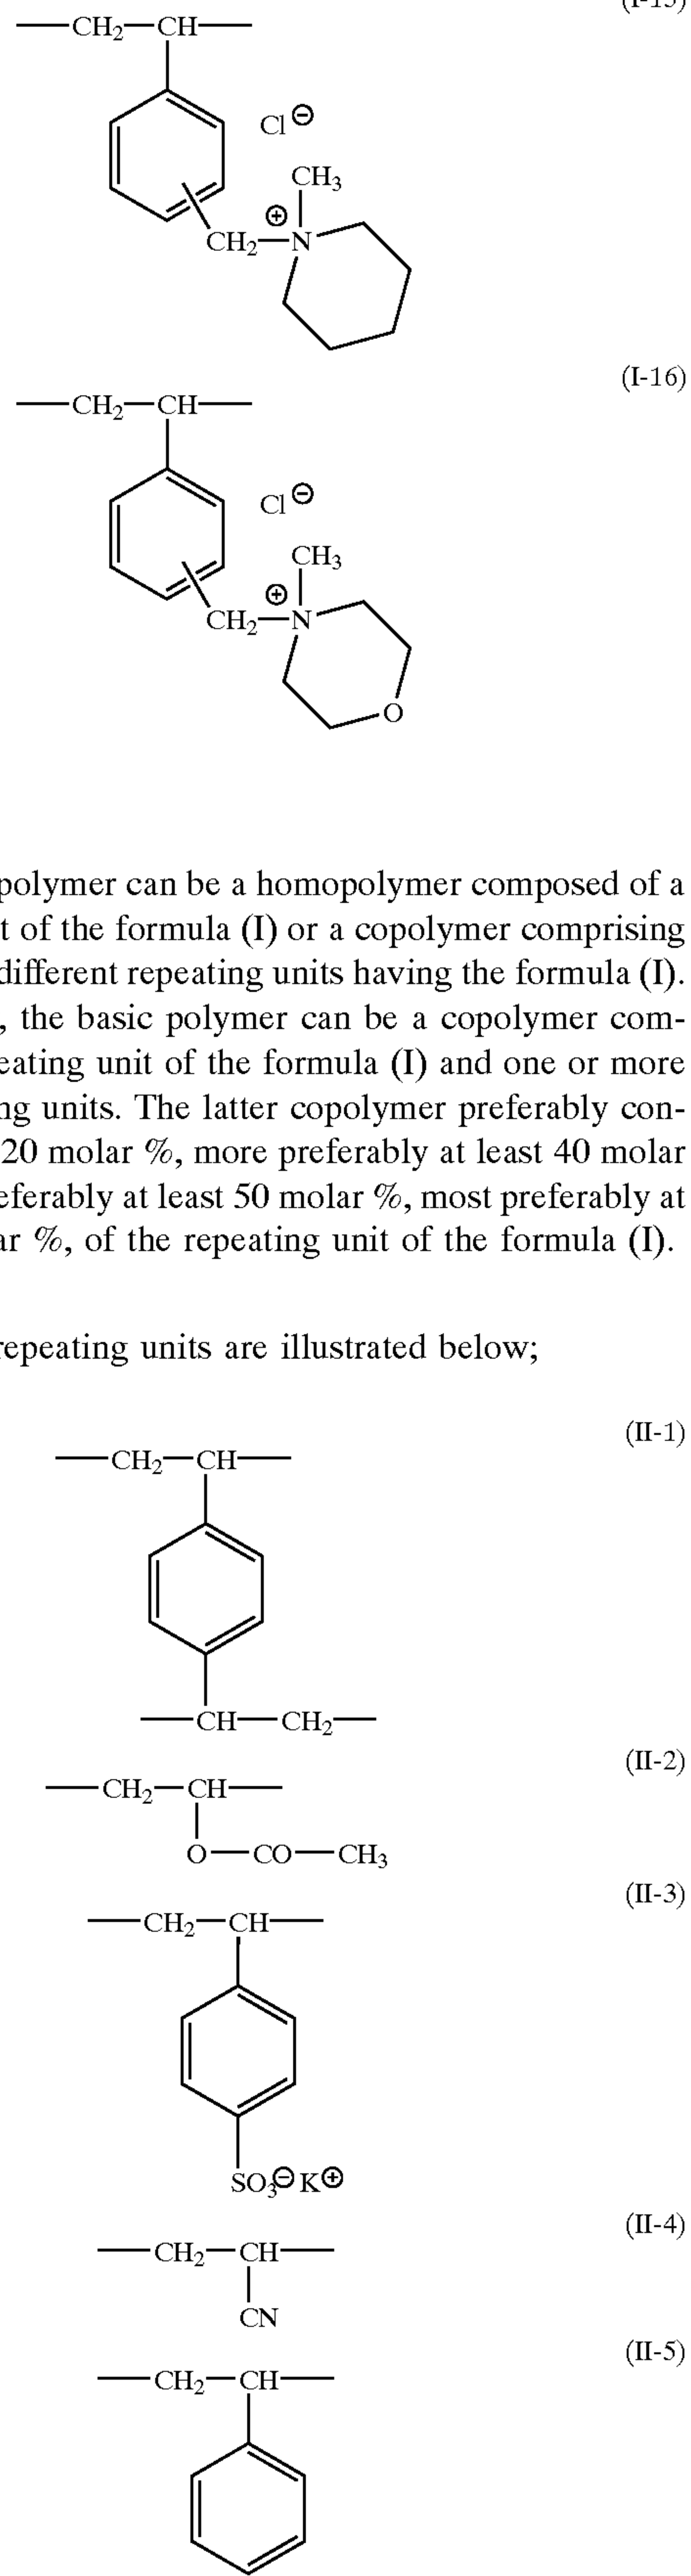 (I-15)
—CH2—CH—
Cl⊖
CH3
⊕
CH2—N
(I-16)
—CH2—CH—
Cl⊖
CH3
⊕
CH2—N
O
polymer can be a homopolymer composed of a
t of the formula (I) or a copolymer comprising
different repeating units having the formula (I).
, the basic polymer can be a copolymer com-
eating unit of the formula (I) and one or more
ng units. The latter copolymer preferably con-
20 molar %, more preferably at least 40 molar
eferably at least 50 molar %, most preferably at
ar %, of the repeating unit of the formula (I).
repeating units are illustrated below;
(II-1)
—CH2—CH—
—CH—CH2—
(II-2)
—CH2—CH—
O—CO—CH3
(II-3)
—CH2—CH—
SO3⊖ K⊕
(II-4)
—CH2—CH—
CN
(II-5)
—CH2—CH—